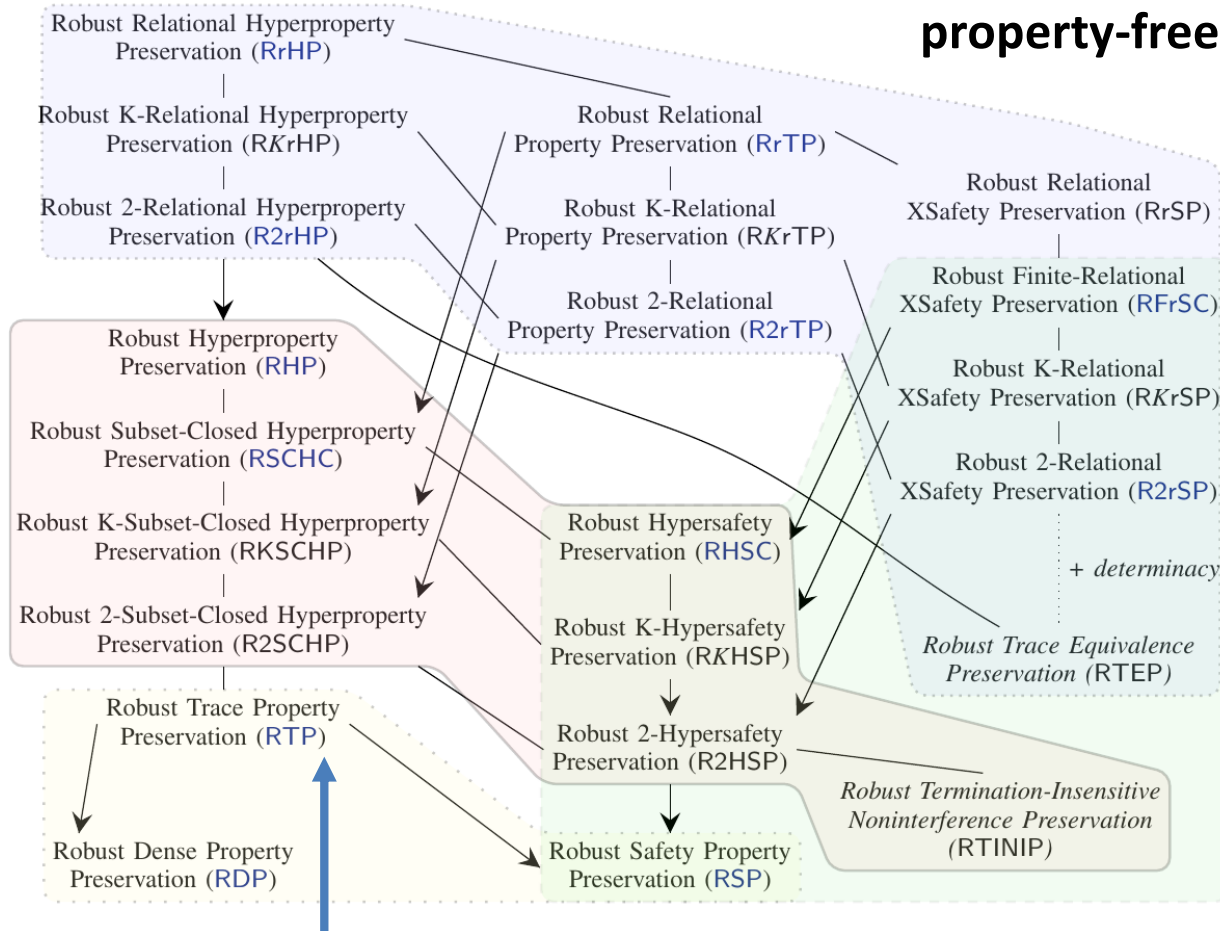 property-free
Robust Relational Hyperproperty
Preservation (RrHP)
Robust K-Relational Hyperproperty
Preservation (RKrHP)
Robust 2-Relational Hyperproperty
Preservation (R2rHP)
Robust Relational
Property Preservation (RrTP)
Robust K-Relational
Property Preservation (RKrTP)
Robust 2-Relational
Property Preservation (R2rTP)
Robust Relational
XSafety Preservation (RrSP)
Robust Finite-Relational
XSafety Preservation (RFrSC)
Robust K-Relational
XSafety Preservation (RKrSP)
Robust 2-Relational
XSafety Preservation (R2rSP)
+ determinacy
Robust Trace Equivalence
Preservation (RTEP)
Robust Hyperproperty
Preservation (RHP)
Robust Subset-Closed Hyperproperty
Preservation (RSCHC)
Robust K-Subset-Closed Hyperproperty
Preservation (RKSCHP)
Robust 2-Subset-Closed Hyperproperty
Preservation (R2SCHP)
Robust Hypersafety
Preservation (RHSC)
Robust K-Hypersafety
Preservation (RKHSP)
Robust 2-Hypersafety
Preservation (R2HSP)
Robust Termination-Insensitive
Noninterference Preservation
(RTINIP)
Robust Trace Property
Preservation (RTP)
Robust Dense Property
Preservation (RDP)
Robust Safety Property
Preservation (RSP)